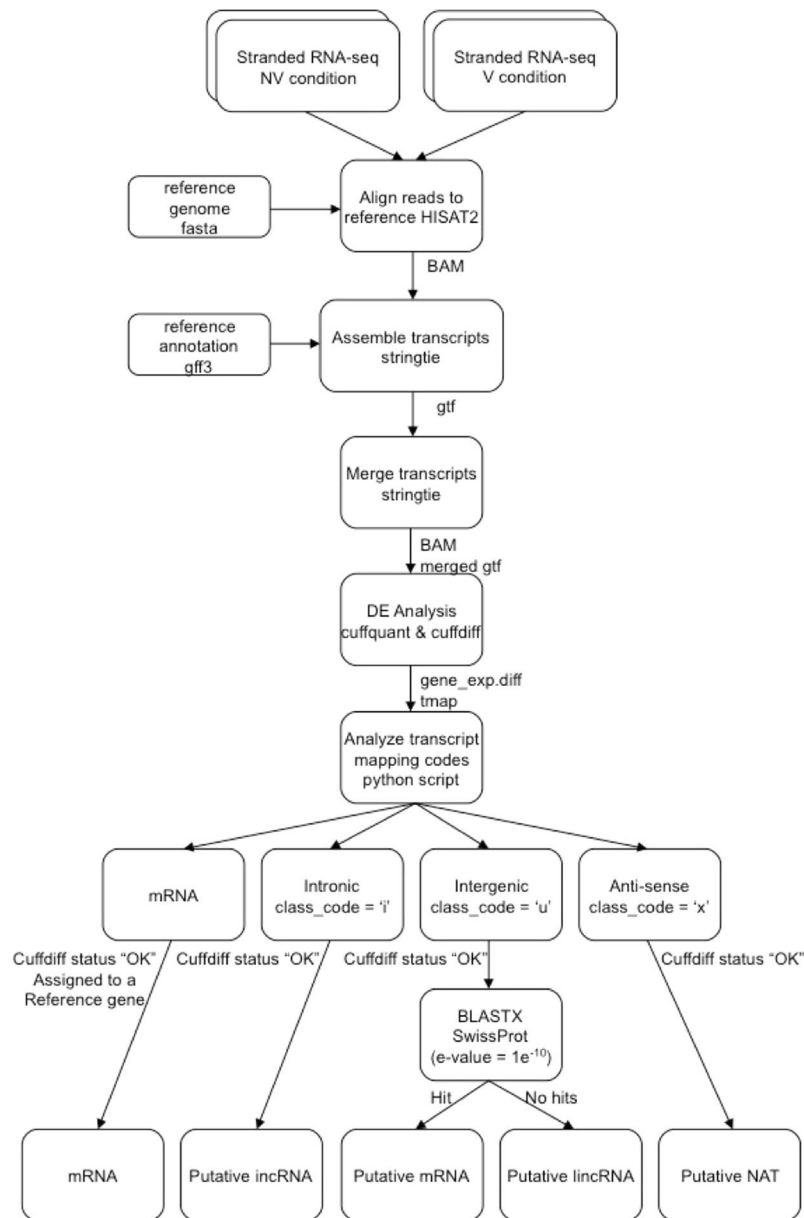 Stranded RNA-seq
NV condition
Stranded RNA-seq
V condition
reference
genome
fasta
Align reads to
reference HISAT2
BAM
reference
annotation
gff3
Assemble transcripts
stringtie
gtf
Merge transcripts
stringtie
BAM
merged gtf
DE Analysis
cuffquant & cuffdiff
gene_exp.diff
tmap
Analyze transcript
mapping codes
python script
mRNA
Intronic
class_code = ‘i’
Intergenic
class_code = ‘u’
Anti-sense
class_code = ‘x’
Cuffdiff status “OK”
Assigned to a
Reference gene
Cuffdiff status “OK”
Cuffdiff status “OK”
Cuffdiff status “OK”
BLASTX
SwissProt
(e-value = 1e⁻¹⁰)
Hit
No hits
mRNA
Putative incRNA
Putative mRNA
Putative lincRNA
Putative NAT